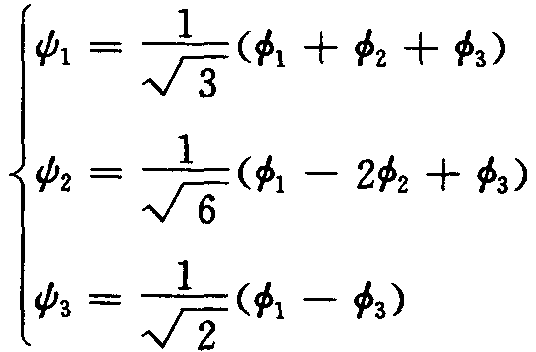 ψ₁ = 1/√3 (ϕ₁ + ϕ₂ + ϕ₃)
ψ₂ = 1/√6 (ϕ₁ − 2ϕ₂ + ϕ₃)
ψ₃ = 1/√2 (ϕ₁ − ϕ₃)